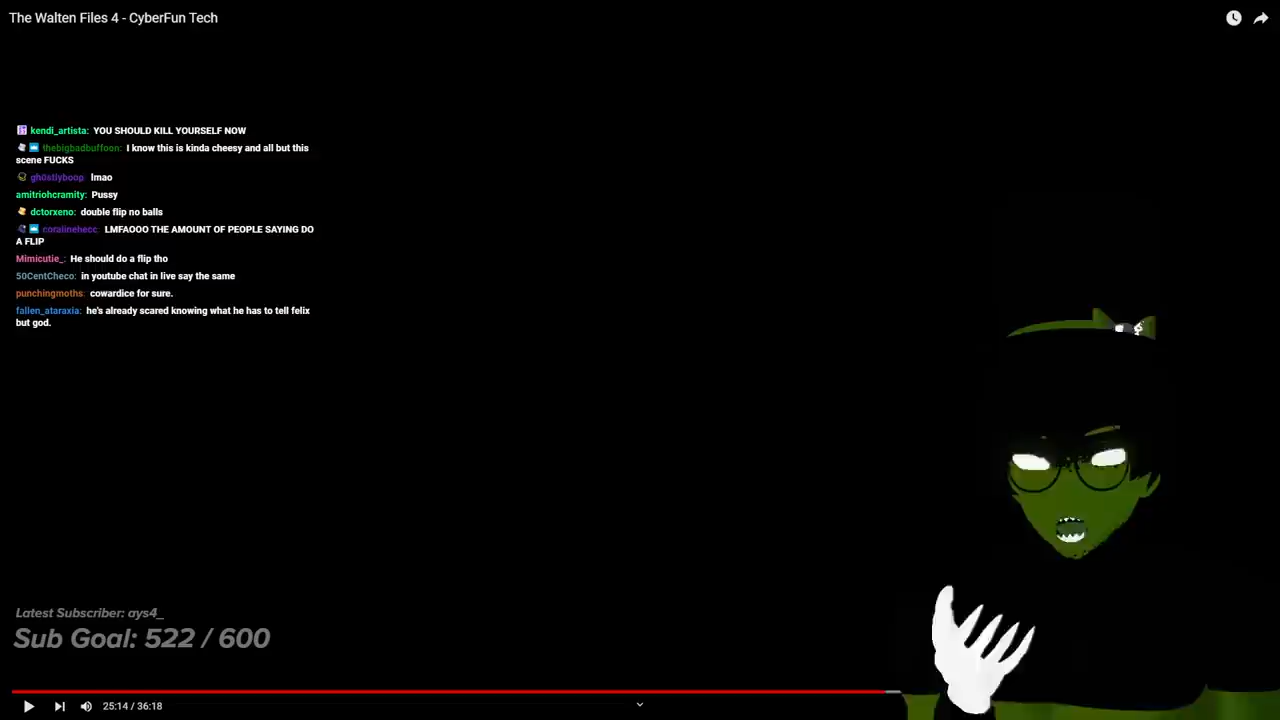 The Walten Files 4 - CyberFun Tech
kendi_artista: YOU SHOULD KILL YOURSELF NOW
thebigbadbuffoon: I know this is kinda cheesy and all but this
scene FUCKS
gh0stlyboop: lmao
amitriohcramity: Pussy
dctorxeno: double flip no balls
coralinehecc: LMFAOOO THE AMOUNT OF PEOPLE SAYING DO
A FLIP
Mimicutie_: He should do a flip tho
50CentCheco: in youtube chat in live say the same
punchingmoths: cowardice for sure.
fallen_ataraxia: he's already scared knowing what he has to tell felix
but god.
Latest Subscriber: ays4_
Sub Goal: 522 / 600
25:14 / 36:18